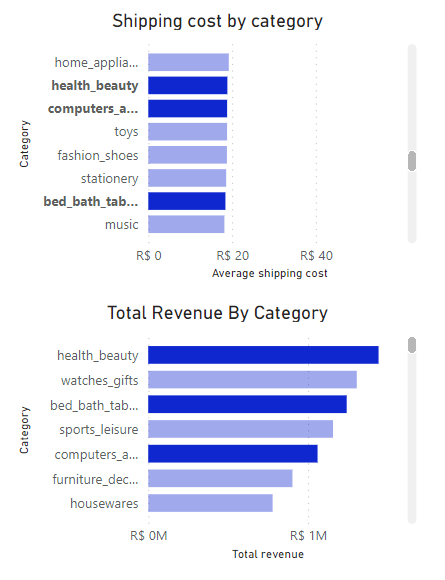 Shipping cost by category
Category
home_applia...
health_beauty
computers_a...
toys
fashion_shoes
stationery
bed_bath_tab...
music
R$ 0 R$ 20 R$ 40
Average shipping cost
Total Revenue By Category
Category
health_beauty
watches_gifts
bed_bath_tab...
sports_leisure
computers_a...
furniture_dec...
housewares
R$ 0M R$ 1M
Total revenue